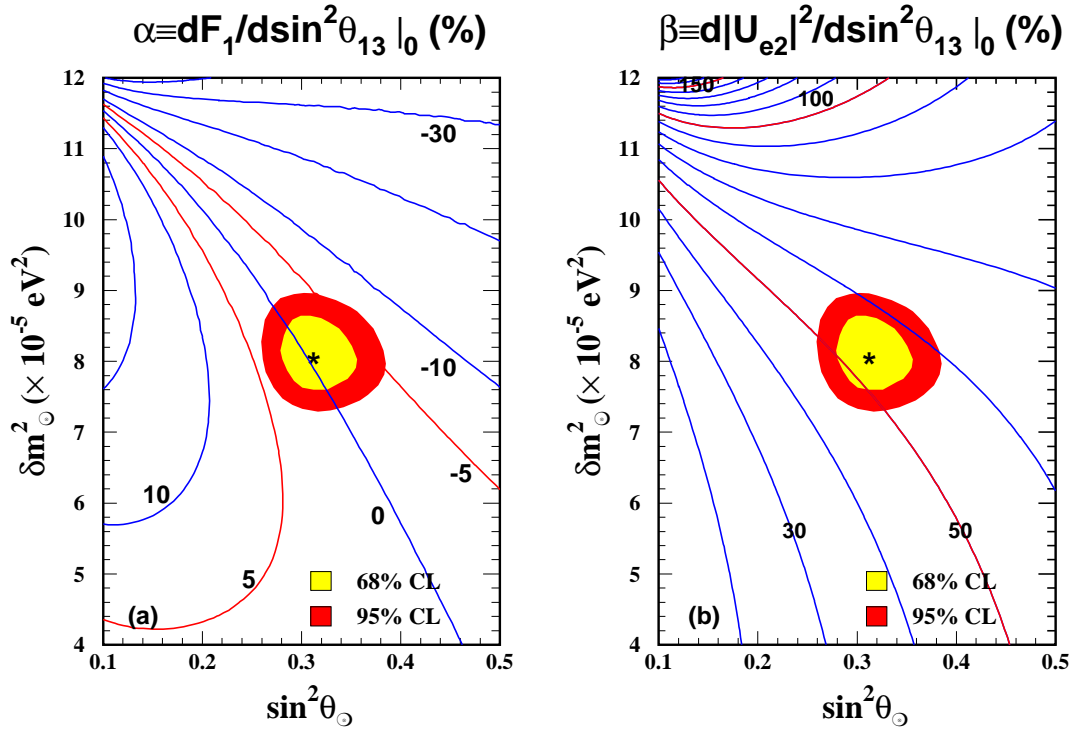 α≡dF₁/dsin²θ₁₃ |₀ (%)
12
11
10
9
8
7
6
5
4
0.1 0.2 0.3 0.4 0.5
δm²☉ (× 10⁻⁵ eV²)
sin²θ☉
-30
-10
-5
0
10
5
*
68% CL
95% CL
(a)
β≡d|Uₑ₂|²/dsin²θ₁₃ |₀ (%)
12
11
10
9
8
7
6
5
4
0.1 0.2 0.3 0.4 0.5
δm²☉ (× 10⁻⁵ eV²)
sin²θ☉
150
100
30
50
*
68% CL
95% CL
(b)